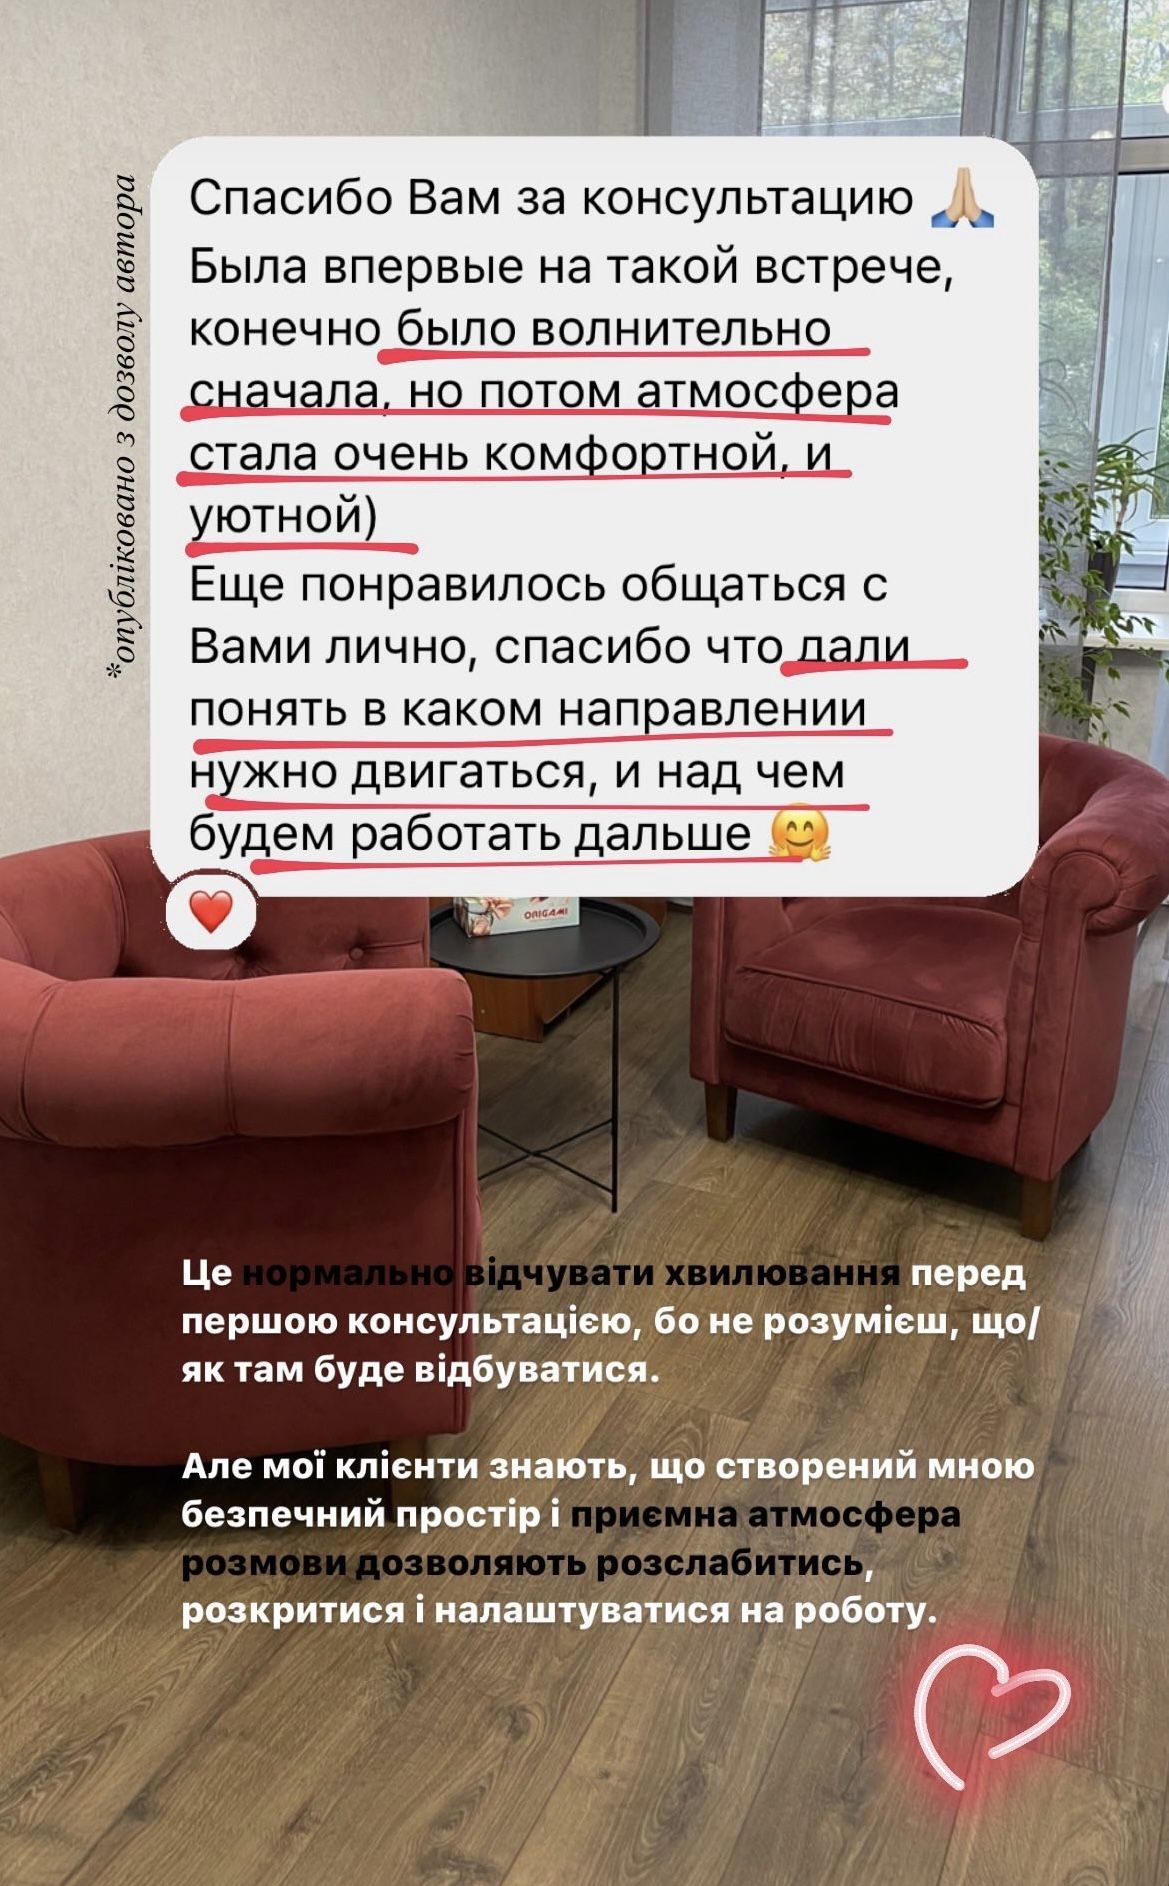 *опубліковано з дозволу автора
Спасибо Вам за консультацию 🙏🏼
Была впервые на такой встрече,
конечно было волнительно
сначала, но потом атмосфера
стала очень комфортной, и
уютной)
Еще понравилось общаться с
Вами лично, спасибо что дали
понять в каком направлении
нужно двигаться, и над чем
будем работать дальше 🤗
❤️
ORIGAMI
Це нормально відчувати хвилювання перед
першою консультацією, бо не розумієш, що/
як там буде відбуватися.
Але мої клієнти знають, що створений мною
безпечний простір і приємна атмосфера
розмови дозволяють розслабитись,
розкритися і налаштуватися на роботу.